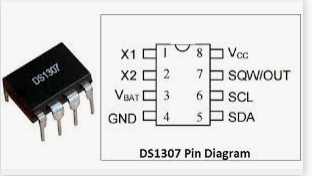 DS1307
X1 1 8 Vcc
X2 2 7 SQW/OUT
VBAT 3 6 SCL
GND 4 5 SDA
DS1307 Pin Diagram